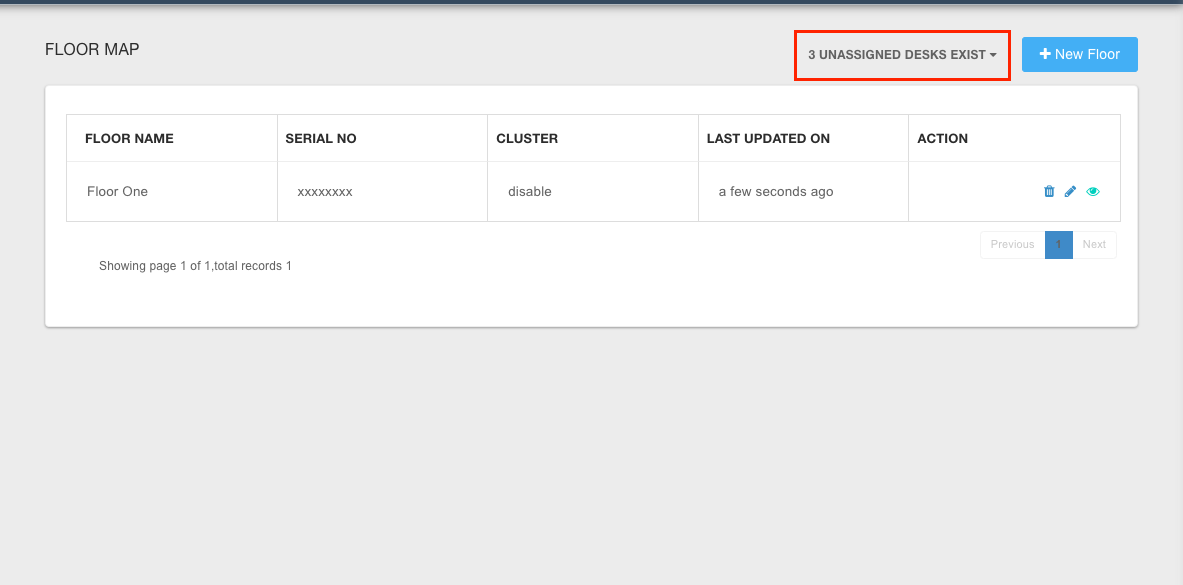 FLOOR MAP
3 UNASSIGNED DESKS EXIST
New Floor
FLOOR NAME SERIAL NO CLUSTER LAST UPDATED ON ACTION
Floor One xxxxxxxx disable a few seconds ago
Previous 1 Next
Showing page 1 of 1,total records 1